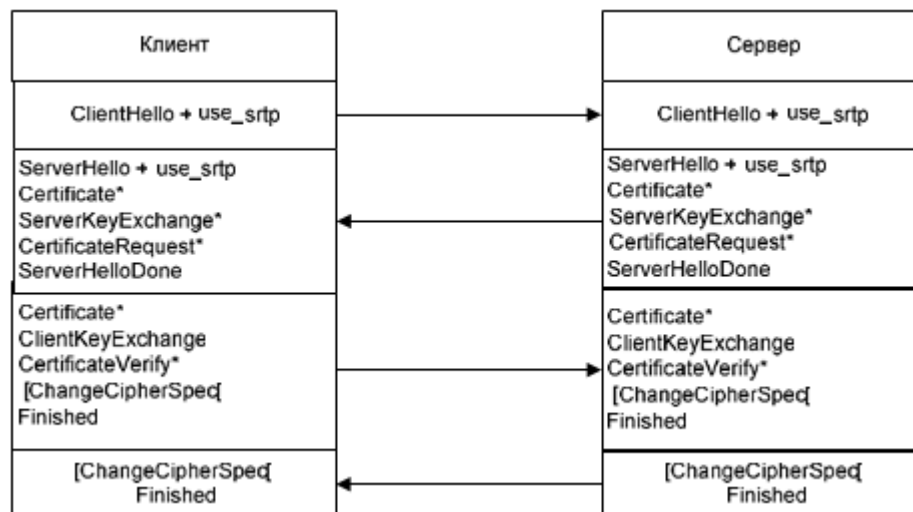 Клиент
Сервер
ClientHello + use_srtp
ClientHello + use_srtp
ServerHello + use_srtp
Certificate*
ServerKeyExchange*
CertificateRequest*
ServerHelloDone
ServerHello + use_srtp
Certificate*
ServerKeyExchange*
CertificateRequest*
ServerHelloDone
Certificate*
ClientKeyExchange
CertificateVerify*
[ChangeCipherSpec[
Finished
Certificate*
ClientKeyExchange
CertificateVerify*
[ChangeCipherSpec[
Finished
[ChangeCipherSpec[
Finished
[ChangeCipherSpec[
Finished